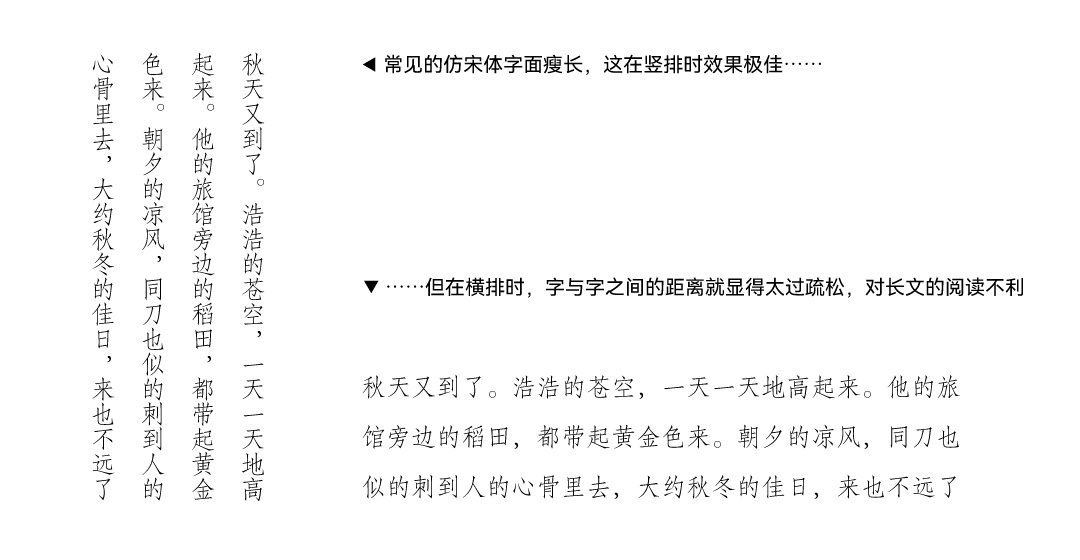 秋天又到了。浩浩的苍空，一天一天地高
起来。他的旅馆旁边的稻田，都带起黄金
色来。朝夕的凉风，同刀也似的刺到人的
心骨里去，大约秋冬的佳日，来也不远了
◀ 常见的仿宋体字面瘦长，这在竖排时效果极佳……
▼ ……但在横排时，字与字之间的距离就显得太过疏松，对长文的阅读不利
秋天又到了。浩浩的苍空，一天一天地高起来。他的旅
馆旁边的稻田，都带起黄金色来。朝夕的凉风，同刀也
似的刺到人的心骨里去，大约秋冬的佳日，来也不远了